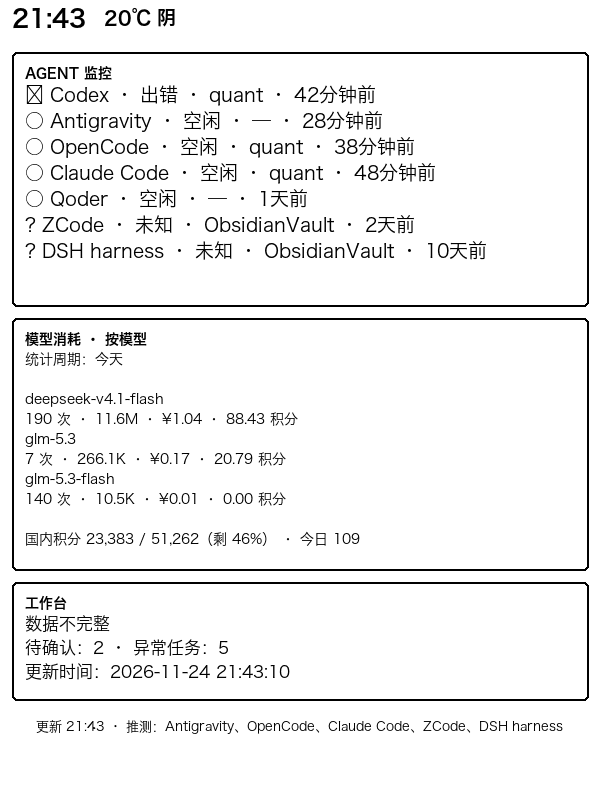 21:43 20℃ 阴
AGENT 监控
☒ Codex · 出错 · quant · 42分钟前
○ Antigravity · 空闲 · — · 28分钟前
○ OpenCode · 空闲 · quant · 38分钟前
○ Claude Code · 空闲 · quant · 48分钟前
○ Qoder · 空闲 · — · 1天前
? ZCode · 未知 · ObsidianVault · 2天前
? DSH harness · 未知 · ObsidianVault · 10天前
模型消耗 · 按模型
统计周期：今天
deepseek-v4.1-flash
190 次 · 11.6M · ¥1.04 · 88.43 积分
glm-5.3
7 次 · 266.1K · ¥0.17 · 20.79 积分
glm-5.3-flash
140 次 · 10.5K · ¥0.01 · 0.00 积分
国内积分 23,383 / 51,262（剩 46%） · 今日 109
工作台
数据不完整
待确认：2 · 异常任务：5
更新时间：2026-11-24 21:43:10
更新 21:43 · 推测：Antigravity、OpenCode、Claude Code、ZCode、DSH harness